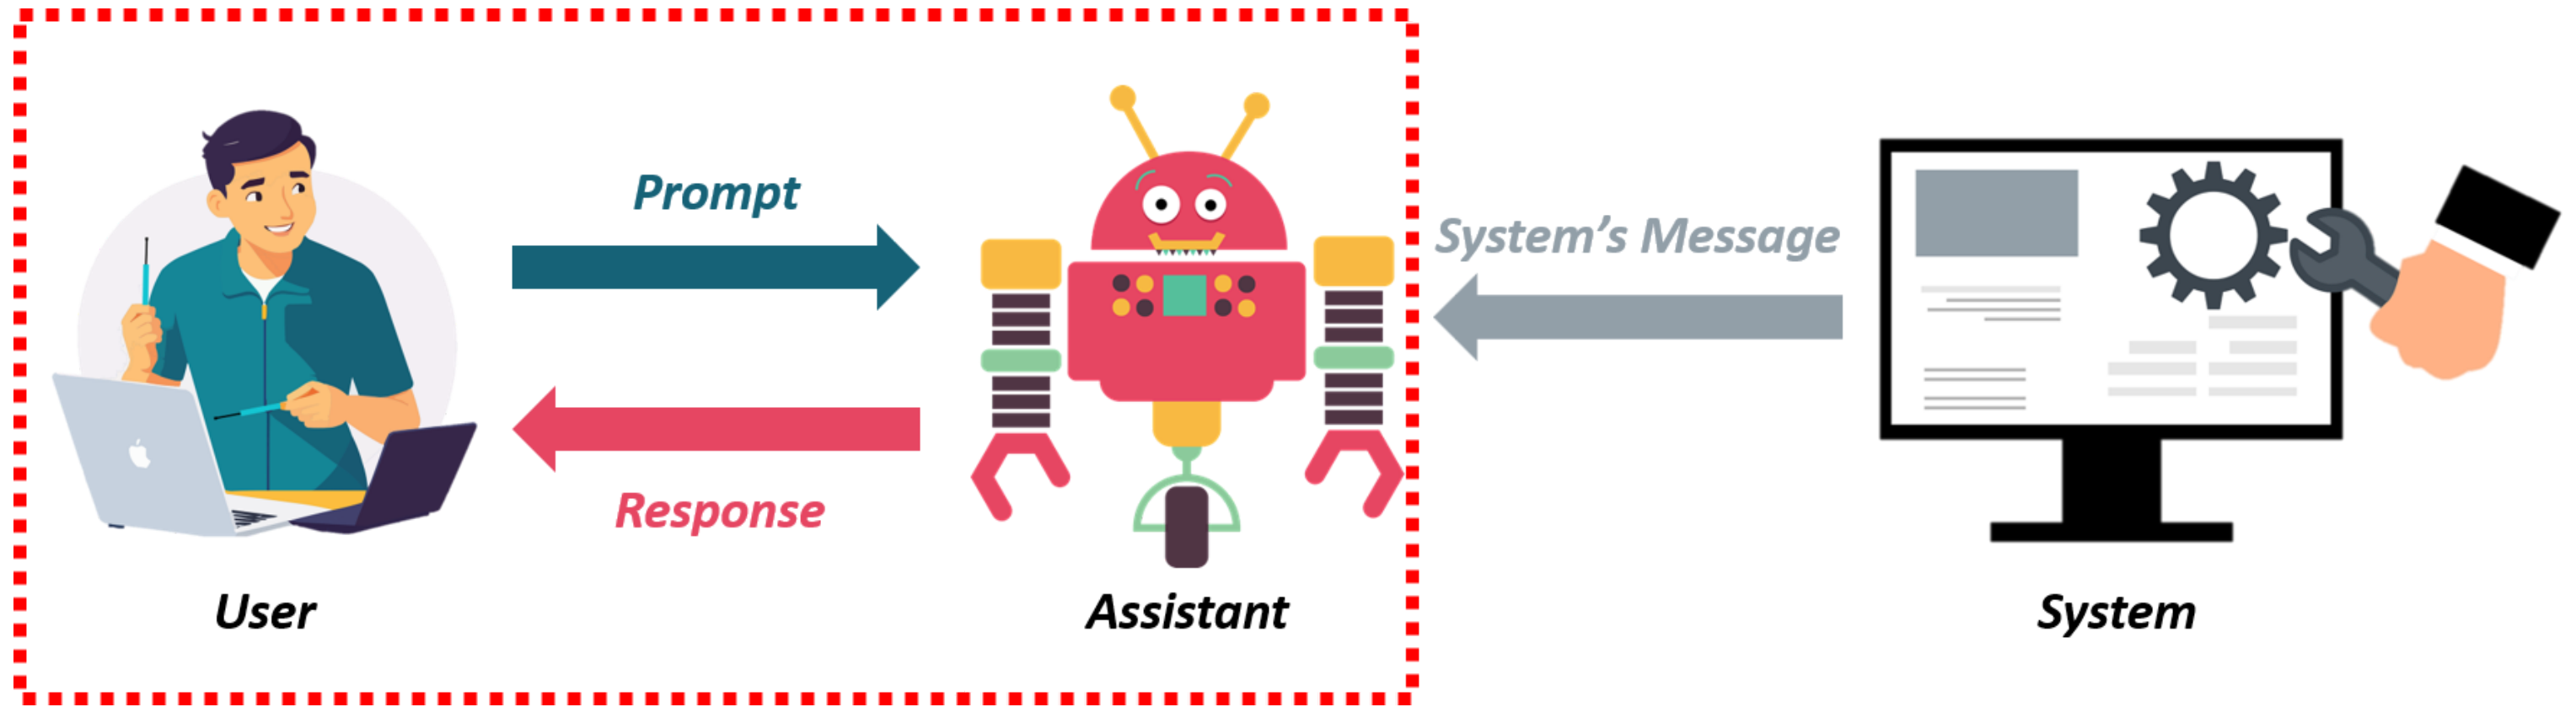 Prompt
System's Message
Response
User
Assistant
System